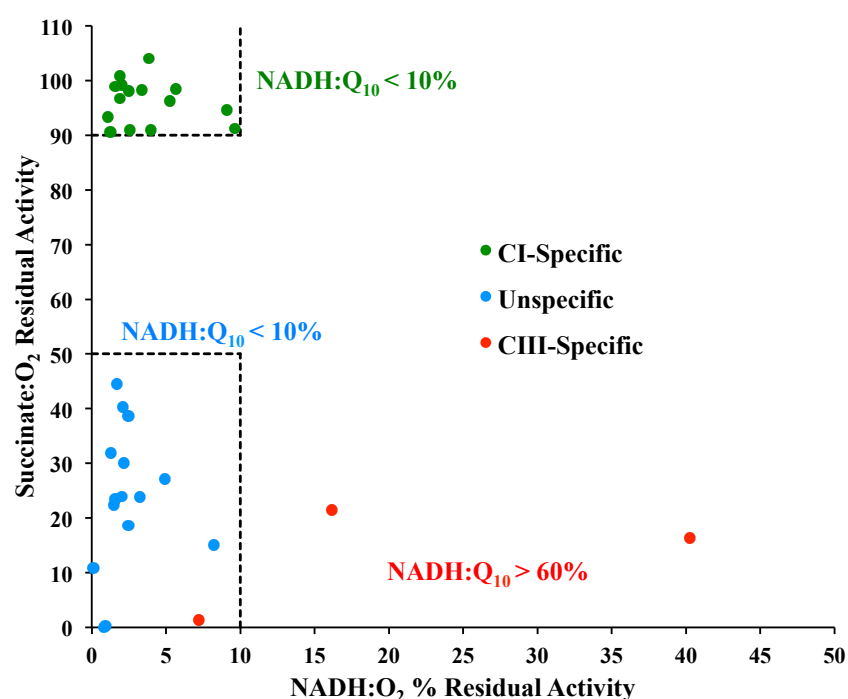 110
100
90
80
70
60
50
40
30
20
10
0
Succinate:O₂ Residual Activity
NADH:Q₁₀ < 10%
CI-Specific
Unspecific
CIII-Specific
NADH:Q₁₀ < 10%
NADH:Q₁₀ > 60%
0 5 10 15 20 25 30 35 40 45 50
NADH:O₂ % Residual Activity